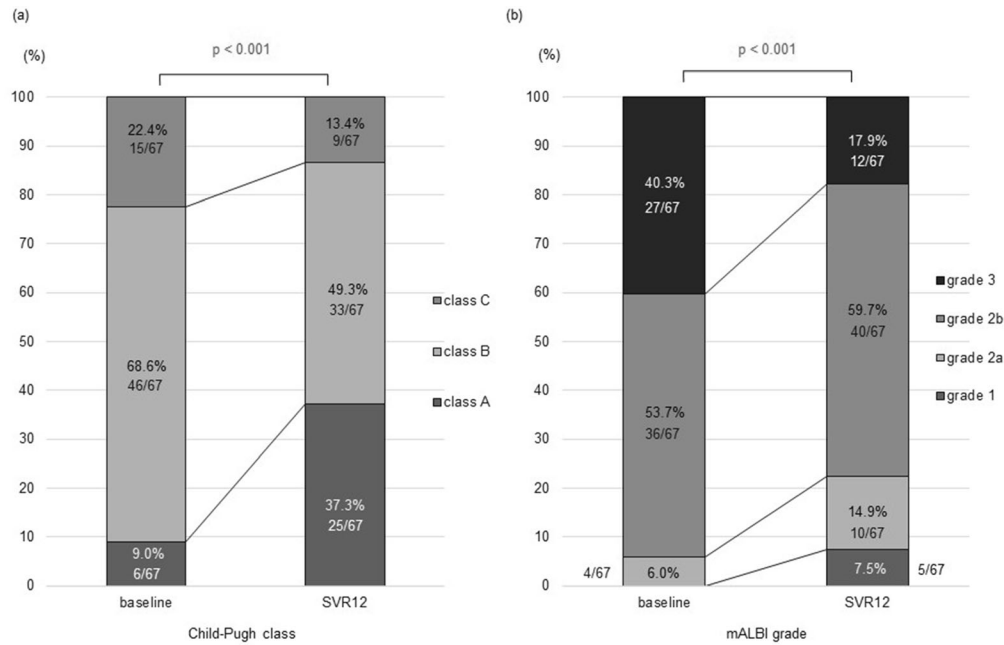 (a)
(%)
p < 0.001
100
90
80
70
60
50
40
30
20
10
0
22.4%
15/67
68.6%
46/67
9.0%
6/67
13.4%
9/67
49.3%
33/67
37.3%
25/67
class C
class B
class A
baseline
SVR12
Child-Pugh class
(b)
(%)
p < 0.001
100
90
80
70
60
50
40
30
20
10
0
40.3%
27/67
53.7%
36/67
4/67
6.0%
17.9%
12/67
59.7%
40/67
14.9%
10/67
7.5%
5/67
grade 3
grade 2b
grade 2a
grade 1
baseline
SVR12
mALBI grade